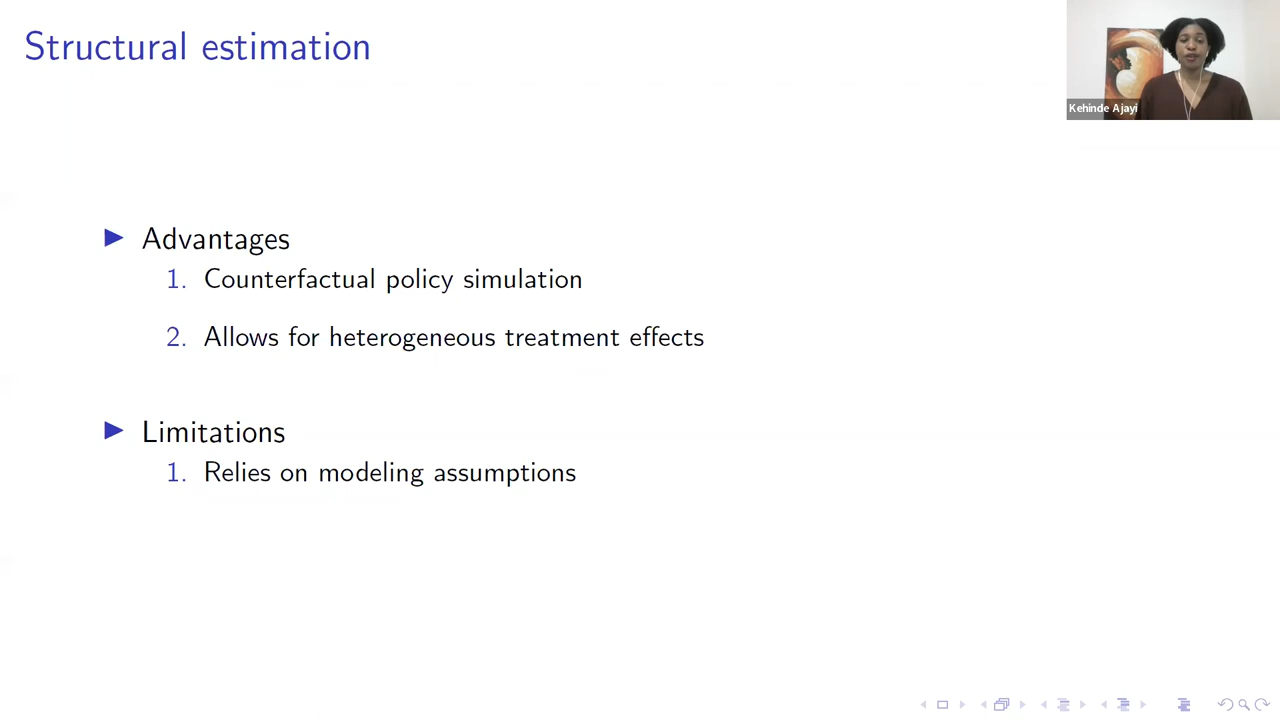 Structural estimation
Kehinde Ajayi
Advantages
1. Counterfactual policy simulation
2. Allows for heterogeneous treatment effects
Limitations
1. Relies on modeling assumptions